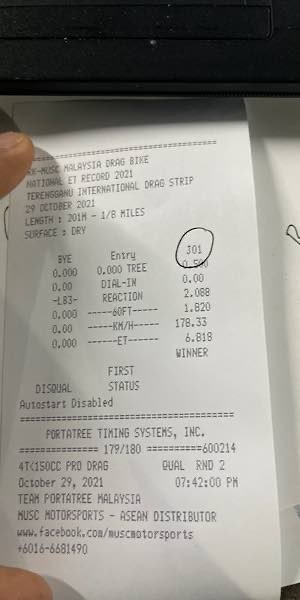 RK-MUSC MALAYSIA DRAG BIKE
NATIONAL ET RECORD 2021
TERENGGANU INTERNATIONAL DRAG STRIP
29 OCTOBER 2021
LENGTH : 201M - 1/8 MILES
SURFACE : DRY
BYE Entry 301
0.000 0.000 TREE 0.500
0.00 DIAL-IN 0.00
-LB3- REACTION 2.088
0.000 -----60FT----- 1.820
0.00 -----KM/H----- 178.33
0.000 ------ET------ 6.818
WINNER
FIRST
DISQUAL STATUS
Autostart Disabled
PORTATREE TIMING SYSTEMS, INC.
============== 179/180 ==========600214
4T<150CC PRO DRAG QUAL RND 2
October 29, 2021 07:42:00 PM
TEAM PORTATREE MALAYSIA
MUSC MOTORSPORTS - ASEAN DISTRIBUTOR
www.facebook.com/muscmotorsports
+6016-6681490